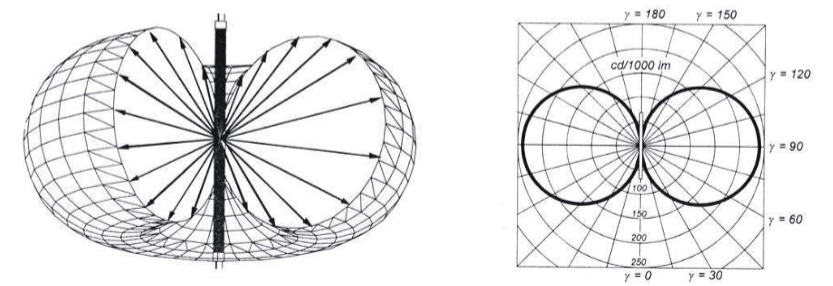 γ = 180 γ = 150
cd/1000 lm
γ = 120
γ = 90
100
150
γ = 60
200
250
γ = 0 γ = 30